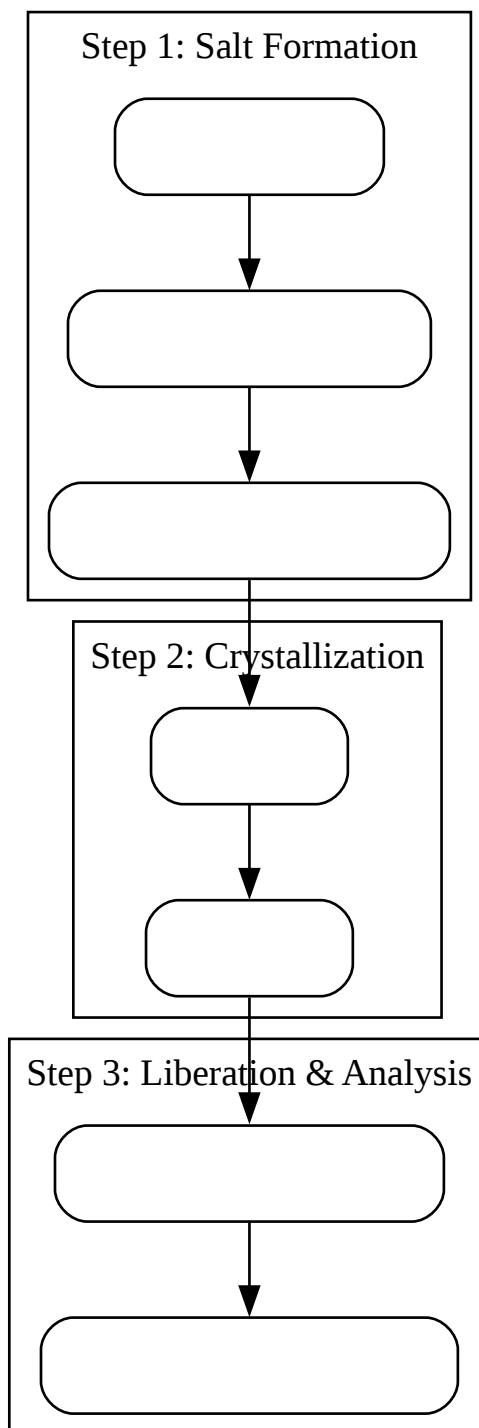 Step 1: Salt Formation
Step 2: Crystallization
Step 3: Liberation & Analysis